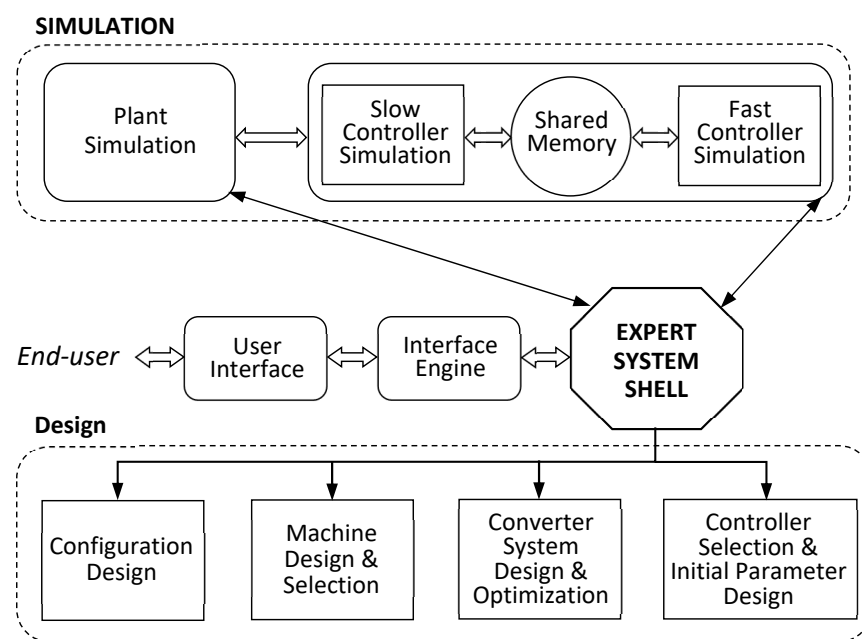 SIMULATION
Plant
Simulation
Slow
Controller
Simulation
Shared
Memory
Fast
Controller
Simulation
End-user
User
Interface
Interface
Engine
EXPERT
SYSTEM
SHELL
Design
Configuration
Design
Machine
Design &
Selection
Converter
System
Design &
Optimization
Controller
Selection &
Initial Parameter
Design